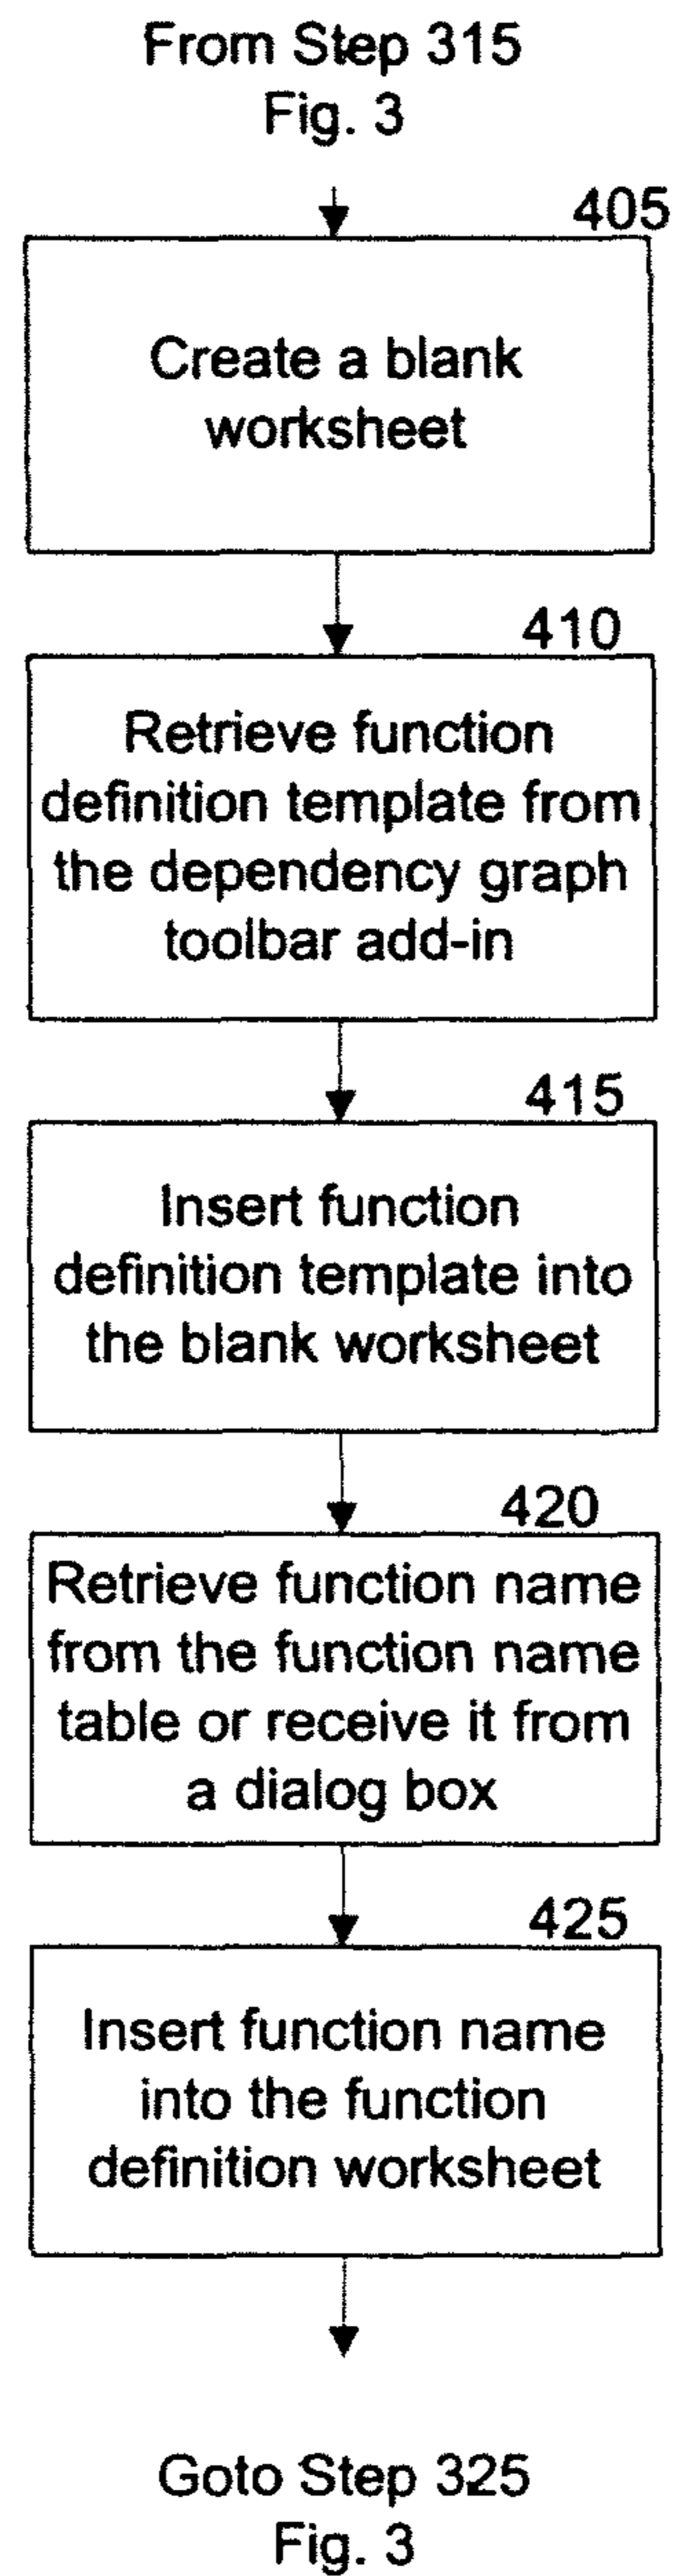 From Step 315
Fig. 3
405
Create a blank
worksheet
410
Retrieve function
definition template from
the dependency graph
toolbar add-in
415
Insert function
definition template into
the blank worksheet
420
Retrieve function name
from the function name
table or receive it from
a dialog box
425
Insert function name
into the function
definition worksheet
Goto Step 325
Fig. 3